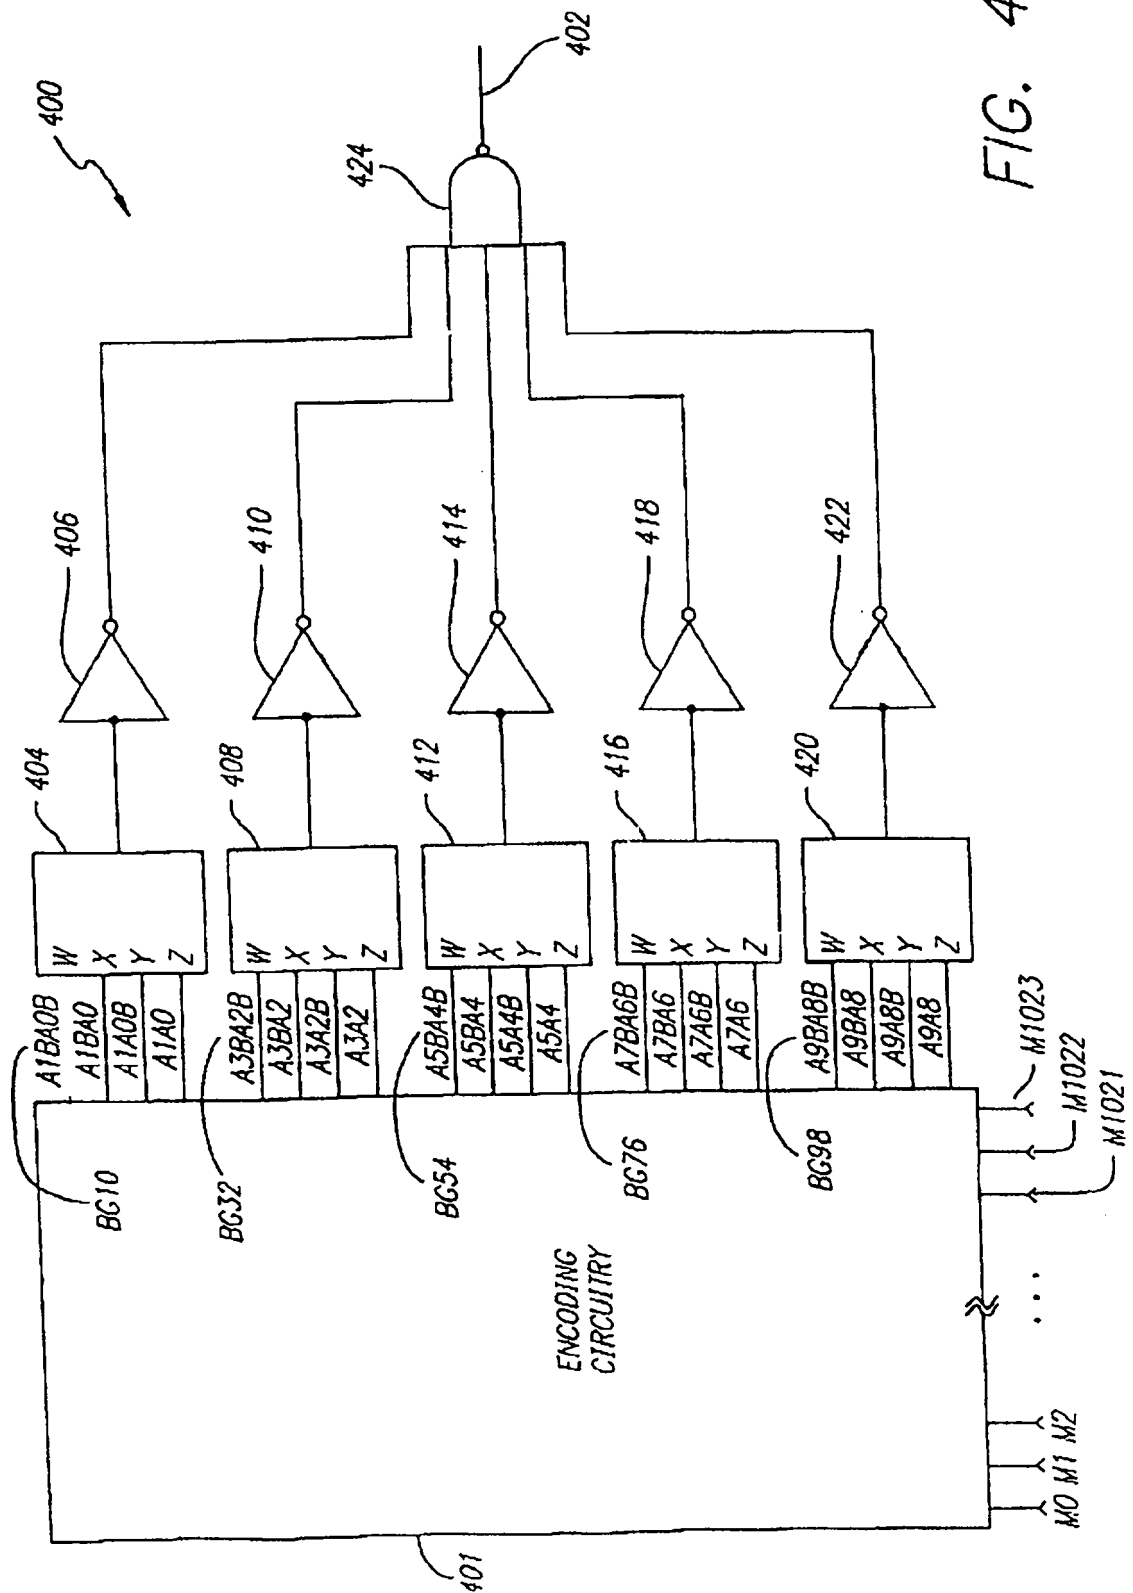 400
402
424
406
410
414
418
422
404
408
412
416
420
W
X
Y
Z
W
X
Y
Z
W
X
Y
Z
W
X
Y
Z
W
X
Y
Z
A1BA0B
A1BA0
A1A0B
A1A0
A3BA2B
A3BA2
A3A2B
A3A2
A5BA4B
A5BA4
A5A4B
A5A4
A7BA6B
A7BA6
A7A6B
A7A6
A9BA8B
A9BA8
A9A8B
A9A8
BG10
BG32
BG54
BG76
BG98
ENCODING
CIRCUITRY
401
M0 M1 M2
...
M1021
M1022
M1023
FIG. 4